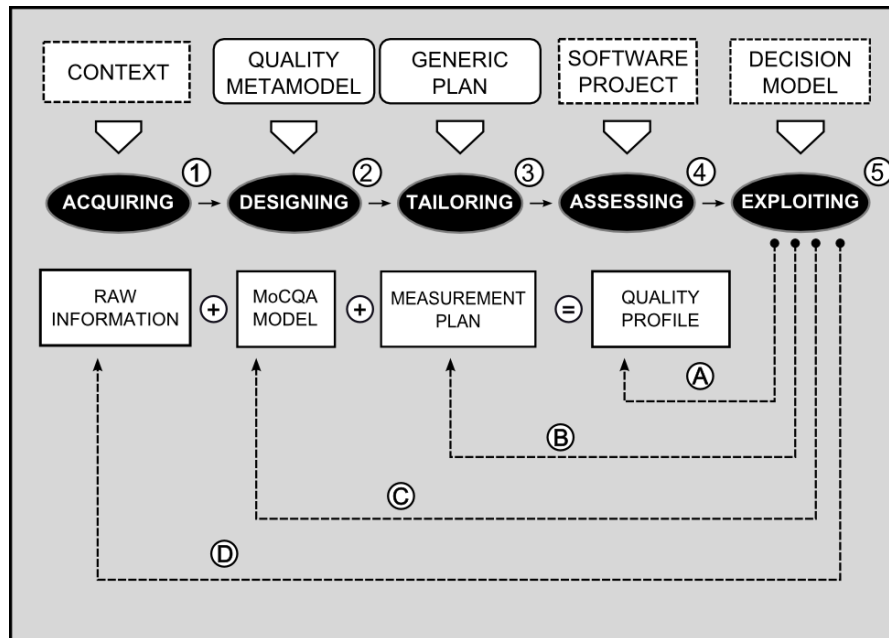 CONTEXT
QUALITY
METAMODEL
GENERIC
PLAN
SOFTWARE
PROJECT
DECISION
MODEL
1
2
3
4
5
ACQUIRING
DESIGNING
TAILORING
ASSESSING
EXPLOITING
RAW
INFORMATION
+
MoCQA
MODEL
+
MEASUREMENT
PLAN
=
QUALITY
PROFILE
A
B
C
D